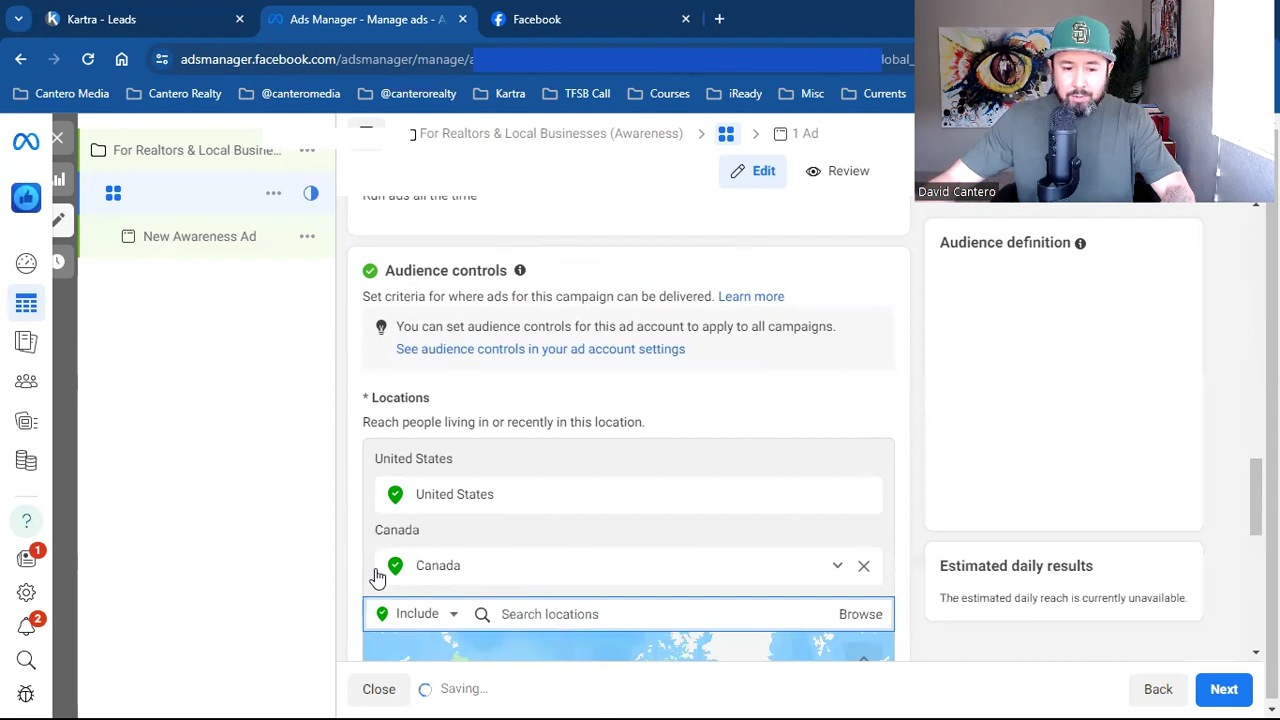 Kartra - Leads
Ads Manager - Manage ads - A
Facebook
adsmanager.facebook.com/adsmanager/manage/a
lobal_
Cantero Media
Cantero Realty
@canteromedia
@canterorealty
Kartra
TFSB Call
Courses
iReady
Misc
Currents
David Cantero
For Realtors & Local Busine...
New Awareness Ad
1
2
For Realtors & Local Businesses (Awareness)
1 Ad
Edit
Review
Run ads all the time
Audience controls
Set criteria for where ads for this campaign can be delivered. Learn more
You can set audience controls for this ad account to apply to all campaigns.
See audience controls in your ad account settings
* Locations
Reach people living in or recently in this location.
United States
United States
Canada
Canada
Include
Search locations
Browse
Audience definition
Estimated daily results
The estimated daily reach is currently unavailable.
Close
Saving...
Back
Next